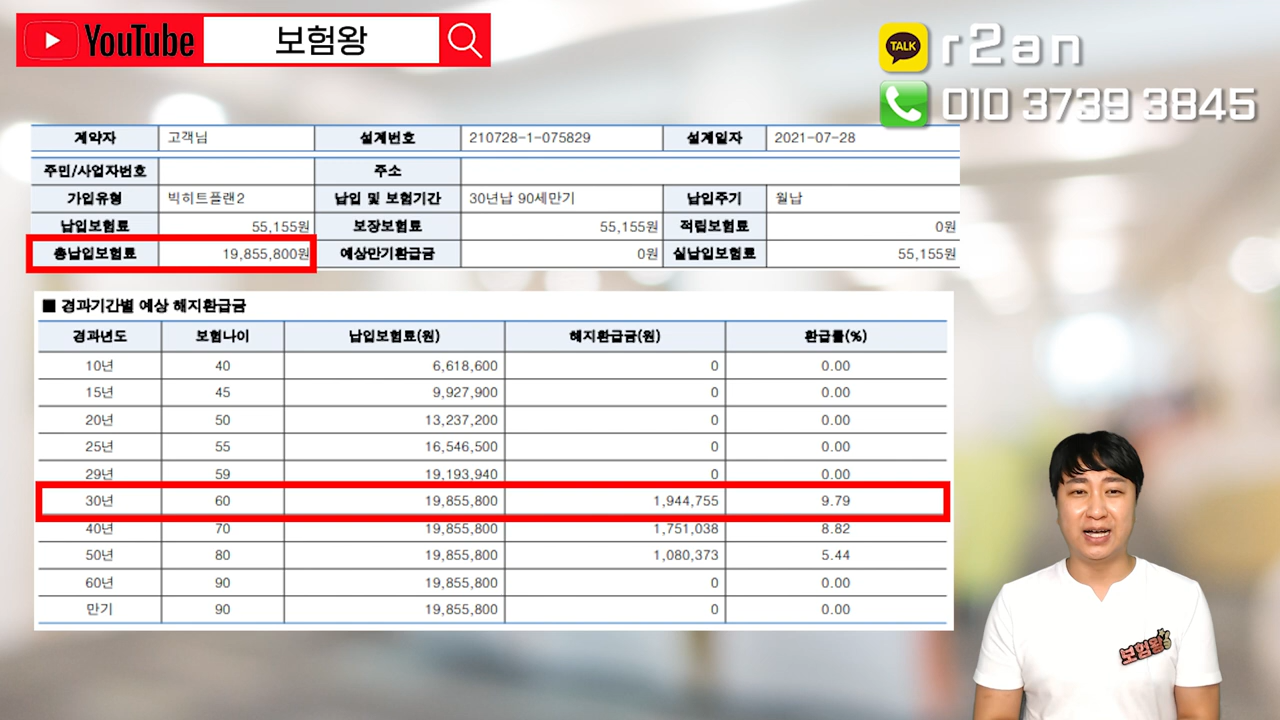 YouTube 보험왕
TALK r2an
010 3739 3845
계약자 고객님 설계번호 210728-1-075829 설계일자 2021-07-28
주민/사업자번호 주소
가입유형 빅히트플랜2 납입 및 보험기간 30년납 90세만기 납입주기 월납
납입보험료 55,155원 보장보험료 55,155원 적립보험료 0원
총납입보험료 19,855,800원 예상만기환급금 0원 실납입보험료 55,155원
■ 경과기간별 예상 해지환급금
경과년도 보험나이 납입보험료(원) 해지환급금(원) 환급률(%)
10년 40 6,618,600 0 0.00
15년 45 9,927,900 0 0.00
20년 50 13,237,200 0 0.00
25년 55 16,546,500 0 0.00
29년 59 19,193,940 0 0.00
30년 60 19,855,800 1,944,755 9.79
40년 70 19,855,800 1,751,038 8.82
50년 80 19,855,800 1,080,373 5.44
60년 90 19,855,800 0 0.00
만기 90 19,855,800 0 0.00
보험왕